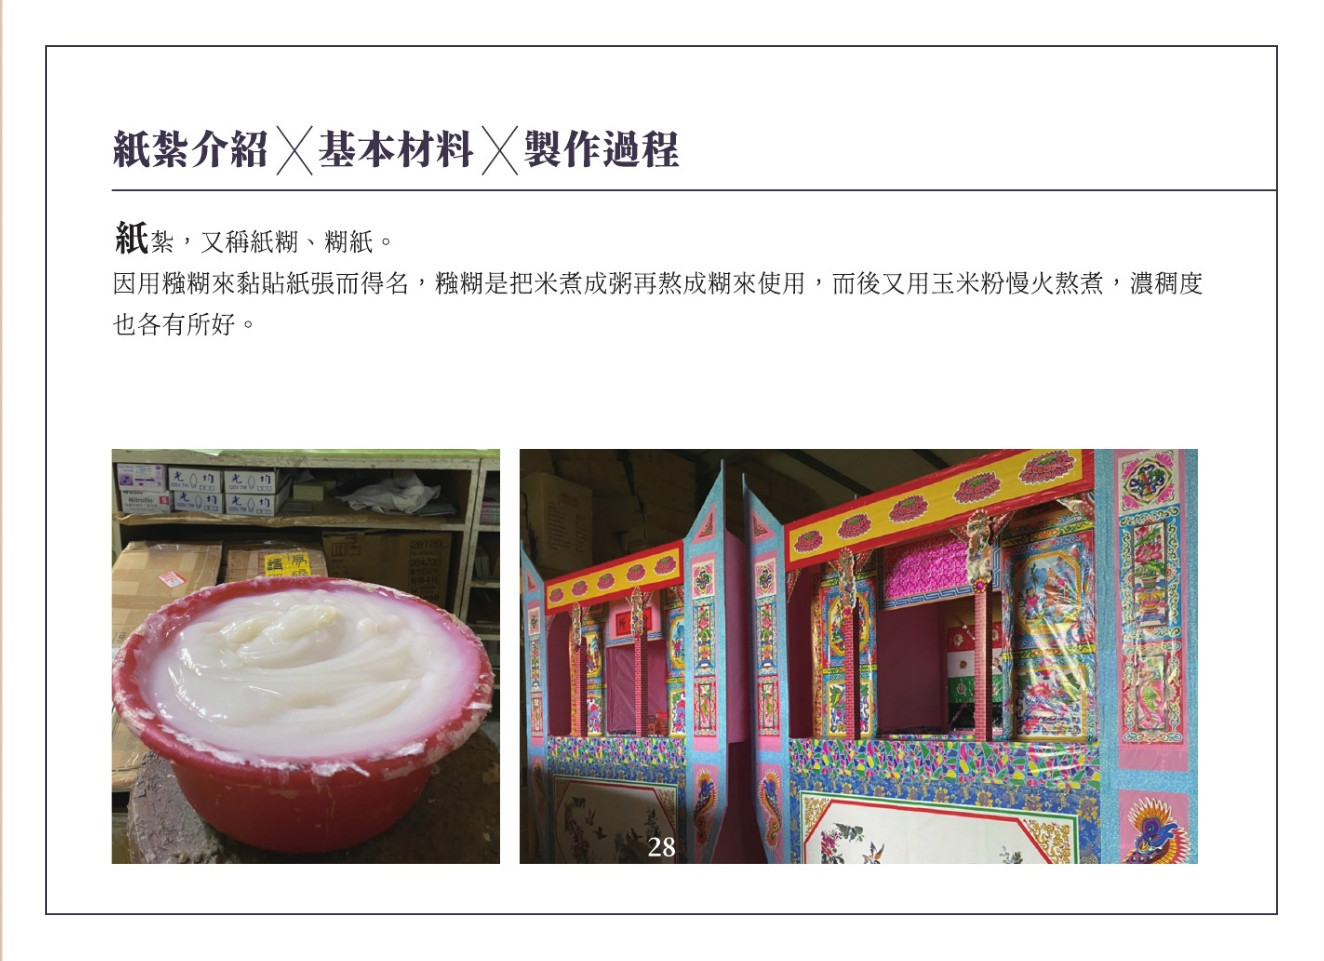 紙紮介紹╳基本材料╳製作過程
紙紮，又稱紙糊、糊紙。
因用糨糊來黏貼紙張而得名，糨糊是把米煮成粥再熬成糊來使用，而後又用玉米粉慢火熬煮，濃稠度
也各有所好。
Nitrollo
28